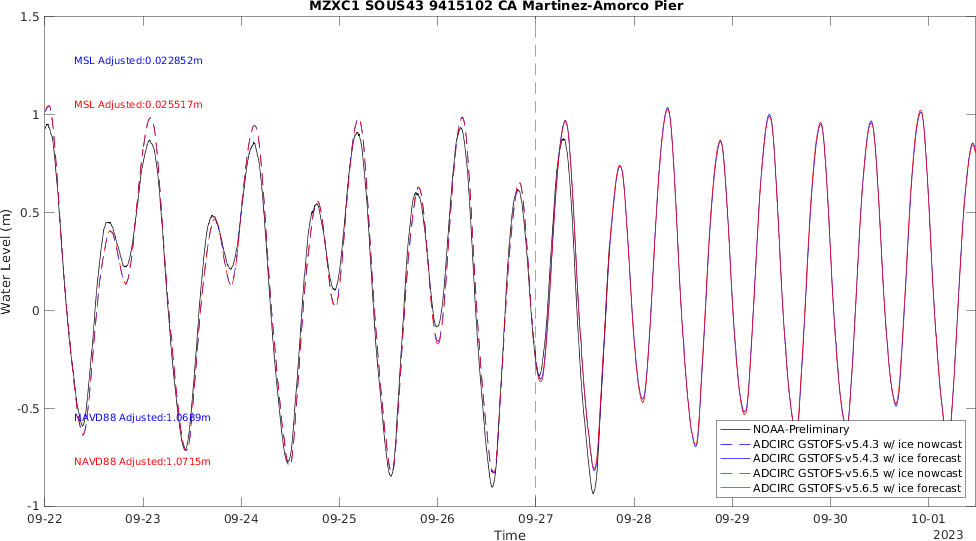 MZXC1 SOUS43 9415102 CA Martinez-Amorco Pier
1.5
1
0.5
0
-0.5
-1
Water Level (m)
MSL Adjusted:0.022852m
MSL Adjusted:0.025517m
NAVD88 Adjusted:1.0689m
NAVD88 Adjusted:1.0715m
NOAA-Preliminary
ADCIRC GSTOFS-v5.4.3 w/ ice nowcast
ADCIRC GSTOFS-v5.4.3 w/ ice forecast
ADCIRC GSTOFS-v5.6.5 w/ ice nowcast
ADCIRC GSTOFS-v5.6.5 w/ ice forecast
09-22 09-23 09-24 09-25 09-26 09-27 09-28 09-29 09-30 10-01
Time
2023